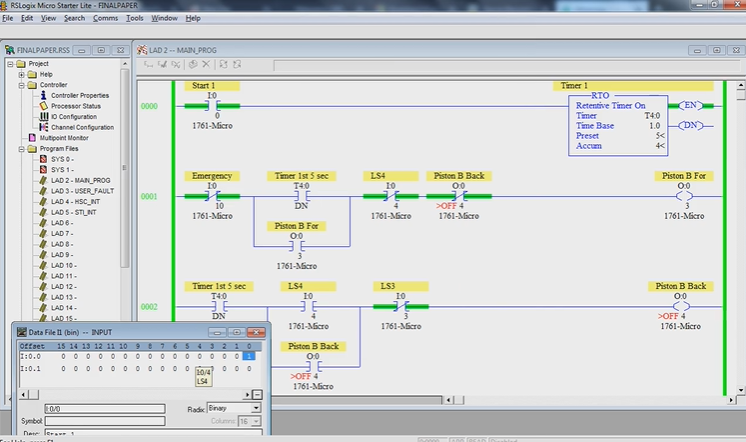 RSLogix Micro Starter Lite - FINALPAPER
File Edit View Search Comms Tools Window Help
FINALPAPER.RSS
Project
Help
Controller
Controller Properties
Processor Status
IO Configuration
Channel Configuration
Multipoint Monitor
Program Files
SYS 0 -
SYS 1 -
LAD 2 - MAIN_PROG
LAD 3 - USER_FAULT
LAD 4 - HSC_INT
LAD 5 - STI_INT
LAD 6 -
LAD 7 -
LAD 8 -
LAD 9 -
LAD 10 -
LAD 11 -
LAD 12 -
LAD 13 -
LAD 14 -
LAD 15 -
LAD 2 -- MAIN_PROG
Start 1 Timer 1
0000 I:0 RTO EN
0 Retentive Timer On
1761-Micro Timer T4:0 DN
Time Base 1.0
Preset 5<
Accum 4<
Emergency Timer 1st 5 sec LS4 Piston B Back Piston B For
0001 I:0 T4:0 I:0 O:0 O:0
10 DN 4 >OFF 4 3
1761-Micro 1761-Micro 1761-Micro 1761-Micro
Piston B For
O:0
3
1761-Micro
Timer 1st 5 sec LS4 LS3 Piston B Back
0002 T4:0 I:0 I:0 O:0
DN 4 3 >OFF 4
1761-Micro 1761-Micro 1761-Micro
Piston B Back
O:0
>OFF 4
1761-Micro
Data File I1 (bin) -- INPUT
Offset 15 14 13 12 11 10 9 8 7 6 5 4 3 2 1 0
I:0.0 0 0 0 0 0 0 0 0 0 0 0 0 0 0 0 1
I:0.1 0 0 0 0 0 0 0 0 0 0 0 0 0 0
I:0/4
LS4
I:0/0 Radix: Binary
Symbol: Columns: 16
Desc: Start 1